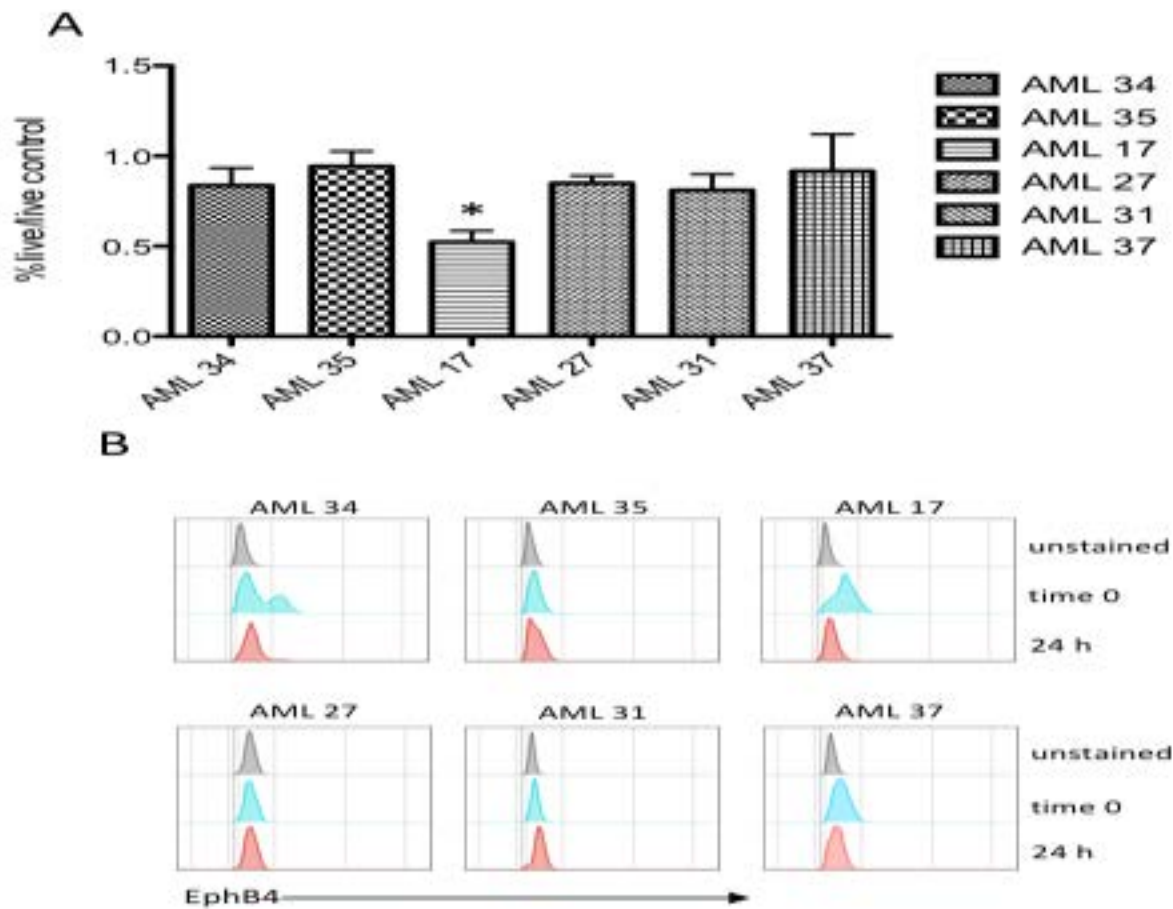 A
1.5
1.0
0.5
0.0
%live/live control
*
AML 34
AML 35
AML 17
AML 27
AML 31
AML 37
AML 34
AML 35
AML 17
AML 27
AML 31
AML 37
B
AML 34 AML 35 AML 17
unstained
time 0
24 h
AML 27 AML 31 AML 37
unstained
time 0
24 h
EphB4